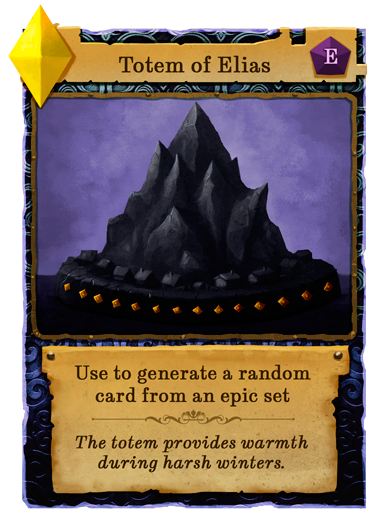 Totem of Elias
E
Use to generate a random
card from an epic set
The totem provides warmth
during harsh winters.